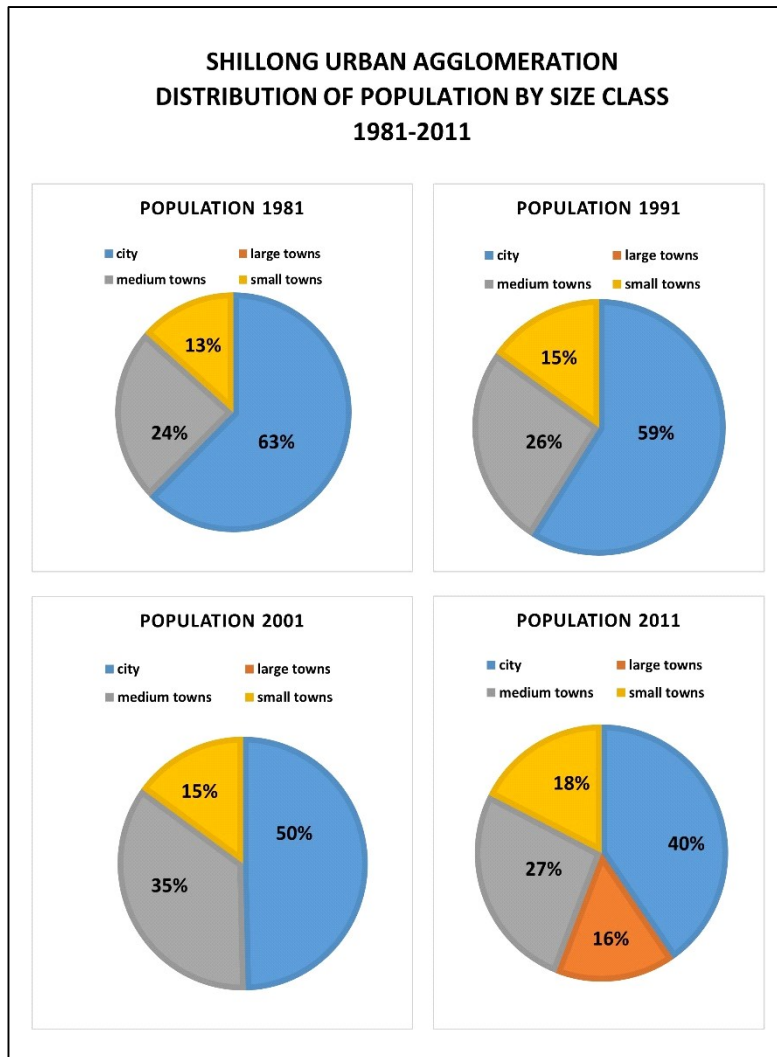 SHILLONG URBAN AGGLOMERATION
DISTRIBUTION OF POPULATION BY SIZE CLASS
1981-2011
POPULATION 1981
city large towns
medium towns small towns
13%
24%
63%
POPULATION 1991
city large towns
medium towns small towns
15%
26%
59%
POPULATION 2001
city large towns
medium towns small towns
15%
50%
35%
POPULATION 2011
city large towns
medium towns small towns
18%
40%
27%
16%